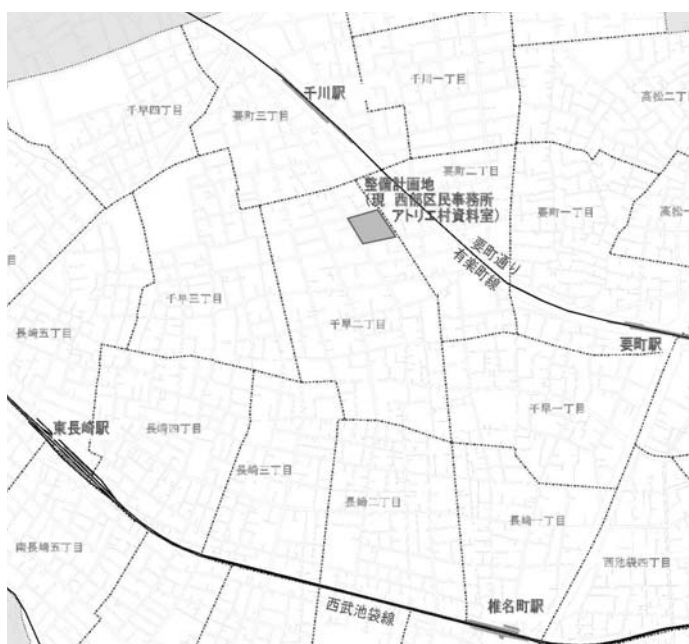 千川一丁目
千川駅
高松二丁
千早四丁目
要町三丁目
要町二丁目
整備計画地
(現 西部区民事務所
アトリエ村資料室)
要町一丁目
高松一
要町通り
有楽町線
目
千早三丁目
千早二丁目
長崎五丁目
要町駅
千早一丁目
東長崎駅
長崎四丁目
長崎三丁目
長崎二丁目
長崎一丁目
南長崎五丁目
西池袋四丁目
西武池袋線
椎名町駅